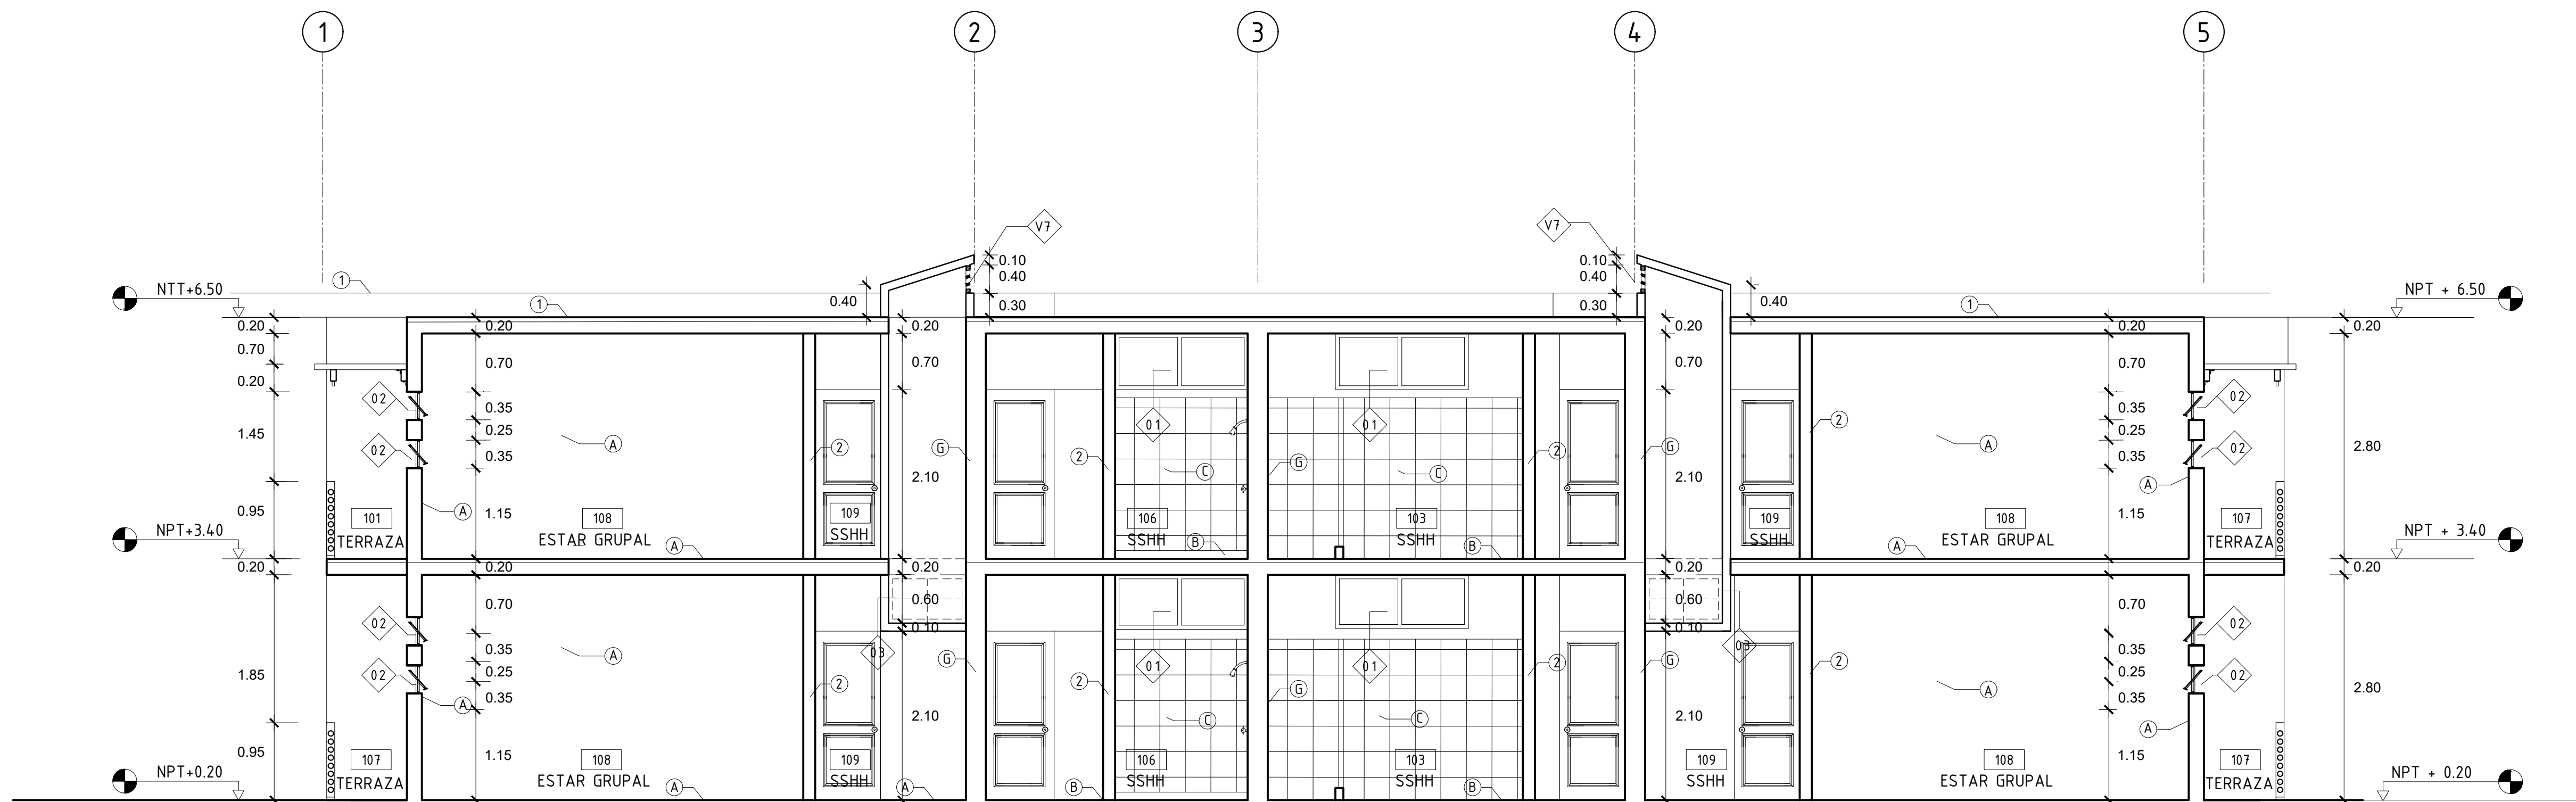 1 2 3 4 5
V7 V7
0.10 0.10
0.40 0.40
NTT+6.50 1 1 0.40 0.30 0.30 0.40 1 NPT + 6.50
0.20 0.20 0.20 0.20 0.20 0.20
0.70 0.70 0.70 0.70 0.70
0.20
02 0.35 01 01 0.35 02
1.45 0.25 A 2 G 2 C G C 2 G 2.10 2 A 0.25 2.80
02 0.35 2.10 0.35 02
0.95 A 1.15 A 1.15
101 108 109 106 103 109 108 107
TERRAZA ESTAR GRUPAL SSHH SSHH SSHH SSHH ESTAR GRUPAL TERRAZA
NPT+3.40 A B B A NPT + 3.40
0.20 0.20 0.20 0.20 0.20
0.70 0.60 0.60 0.70
0.10 0.10
02 0.35 03 01 01 03 0.35 02
1.85 0.25 A G G 2 A 0.25 2.80
02 0.35 2 2 G 2 0.35 02
A 2.10 C C 2.10 A
0.95 1.15 1.15
107 108 109 106 103 109 108 107
TERRAZA ESTAR GRUPAL SSHH SSHH SSHH SSHH ESTAR GRUPAL TERRAZA
NPT+0.20 A A B B NPT + 0.20